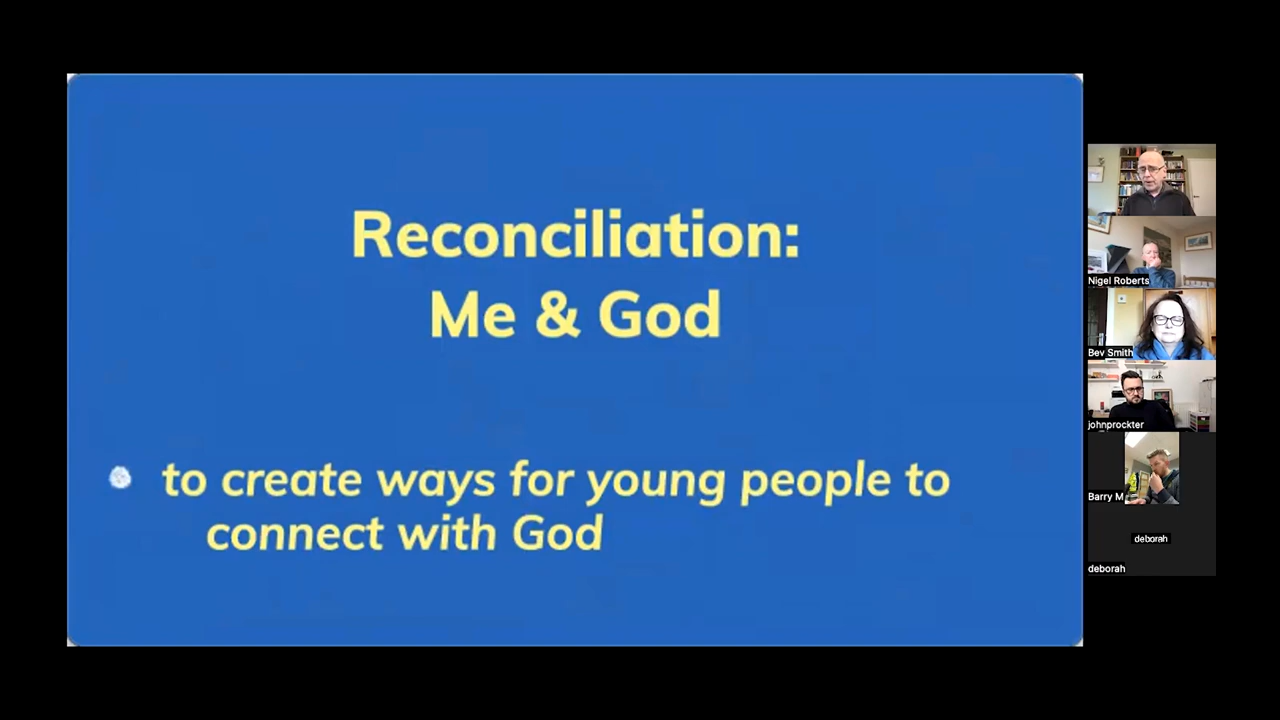 Reconciliation:
Me & God
to create ways for young people to
connect with God
Nigel Roberts
Bev Smith
johnprockter
Barry M
deborah
deborah